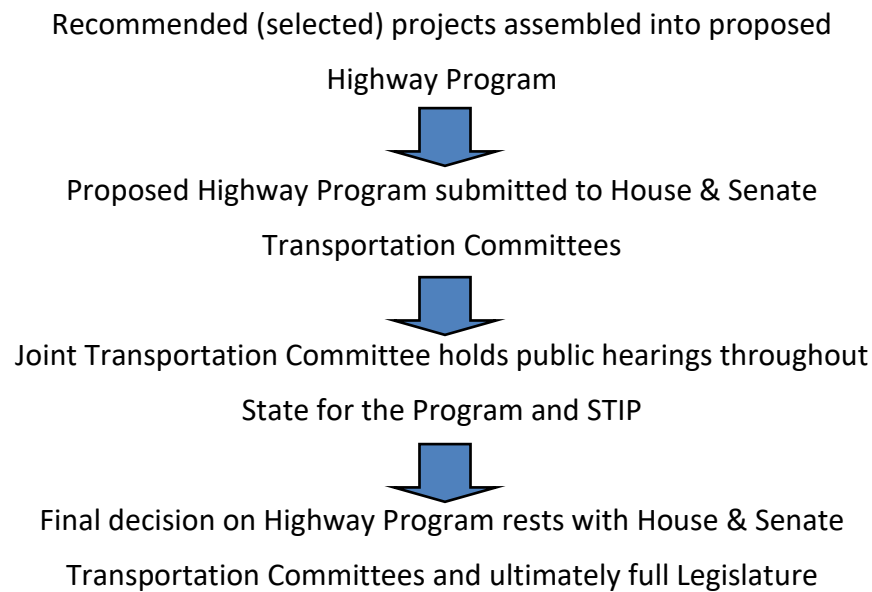 Recommended (selected) projects assembled into proposed
Highway Program
Proposed Highway Program submitted to House & Senate
Transportation Committees
Joint Transportation Committee holds public hearings throughout
State for the Program and STIP
Final decision on Highway Program rests with House & Senate
Transportation Committees and ultimately full Legislature